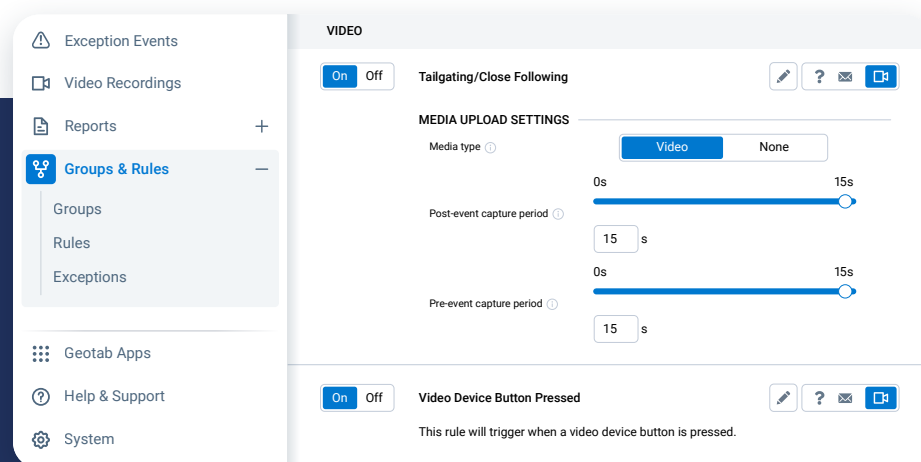 Exception Events
Video Recordings
Reports
Groups & Rules
Groups
Rules
Exceptions
Geotab Apps
Help & Support
System
VIDEO
On Off Tailgating/Close Following ?
MEDIA UPLOAD SETTINGS
Media type Video None
0s 15s
Post-event capture period
15 s
0s 15s
Pre-event capture period
15 s
On Off Video Device Button Pressed ?
This rule will trigger when a video device button is pressed.